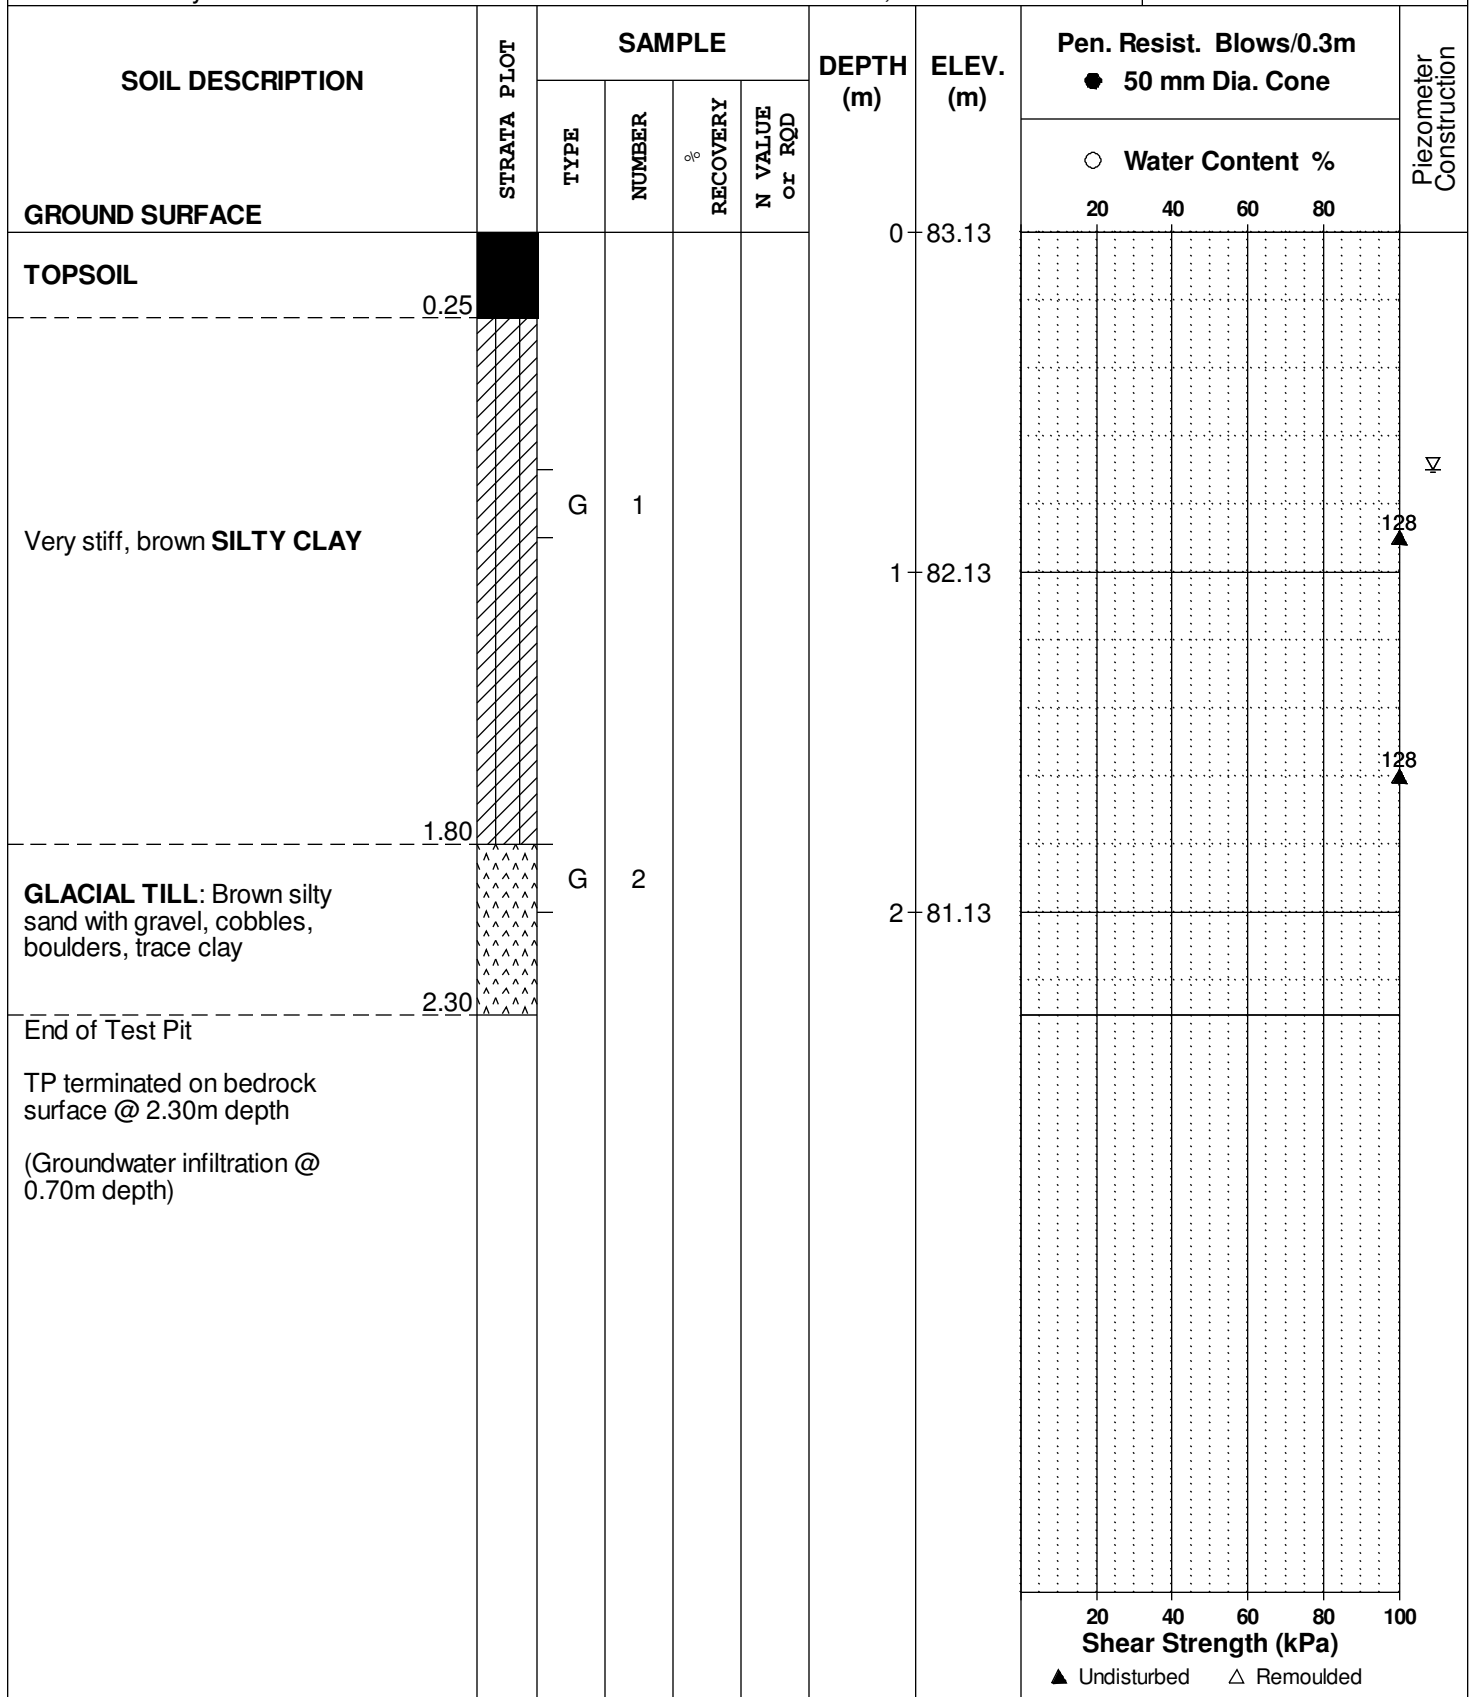 SOIL DESCRIPTION
GROUND SURFACE
STRATA PLOT
SAMPLE
TYPE
NUMBER
%
RECOVERY
N VALUE
or RQD
DEPTH
(m)
ELEV.
(m)
Pen. Resist. Blows/0.3m
● 50 mm Dia. Cone
○ Water Content %
20 40 60 80
Piezometer
Construction
0 83.13
TOPSOIL
0.25
G 1
128
Very stiff, brown SILTY CLAY
1 82.13
128
1.80
G 2
GLACIAL TILL: Brown silty
sand with gravel, cobbles,
boulders, trace clay
2 81.13
2.30
End of Test Pit
TP terminated on bedrock
surface @ 2.30m depth
(Groundwater infiltration @
0.70m depth)
20 40 60 80 100
Shear Strength (kPa)
▲ Undisturbed △ Remoulded